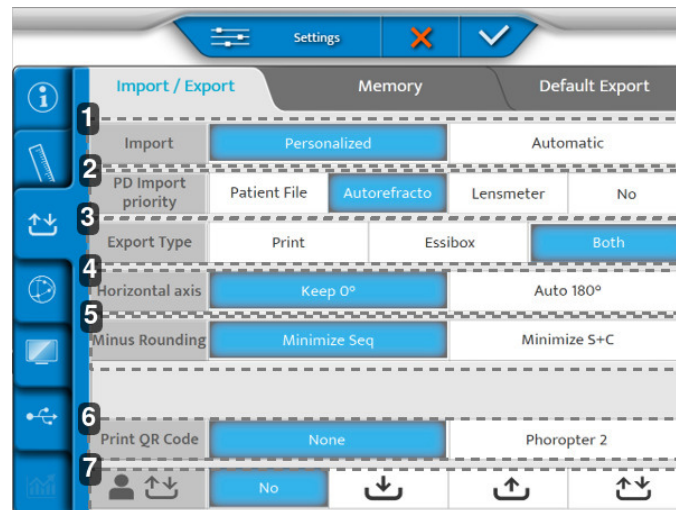 Settings
Import / Export Memory Default Export
1
Import Personalized Automatic
2
PD Import
priority Patient File Autorefracto Lensmeter No
3
Export Type Print Essibox Both
4
Horizontal axis Keep 0° Auto 180°
5
Minus Rounding Minimize Seq Minimize S+C
6
Print QR Code None Phoropter 2
7
No